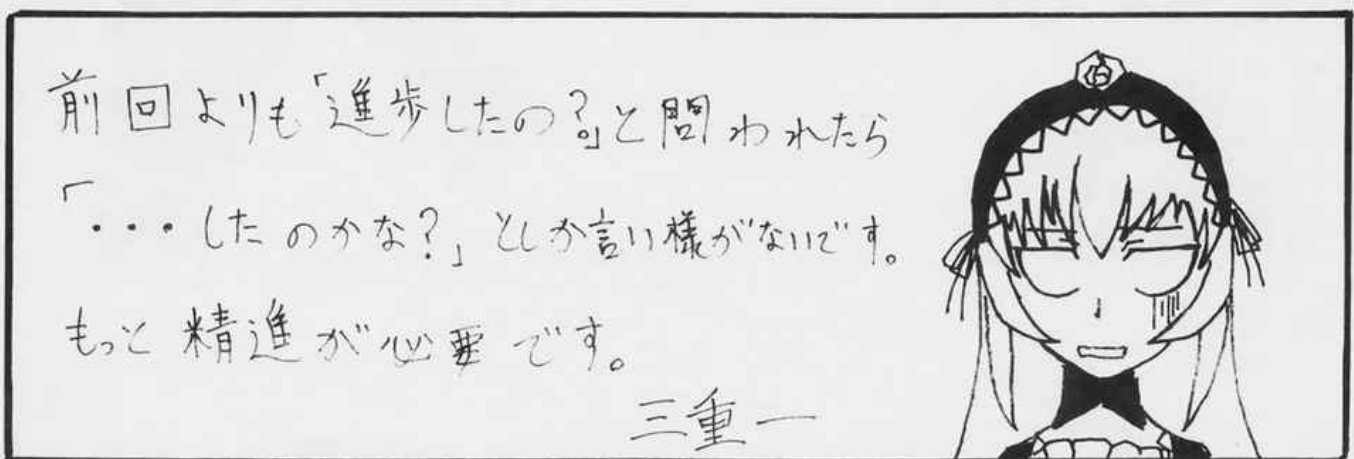 前回よりも「進歩したの?」と問われたら
「・・・したのかな?」としか言い様がないです。
もっと精進が必要です。
三重一